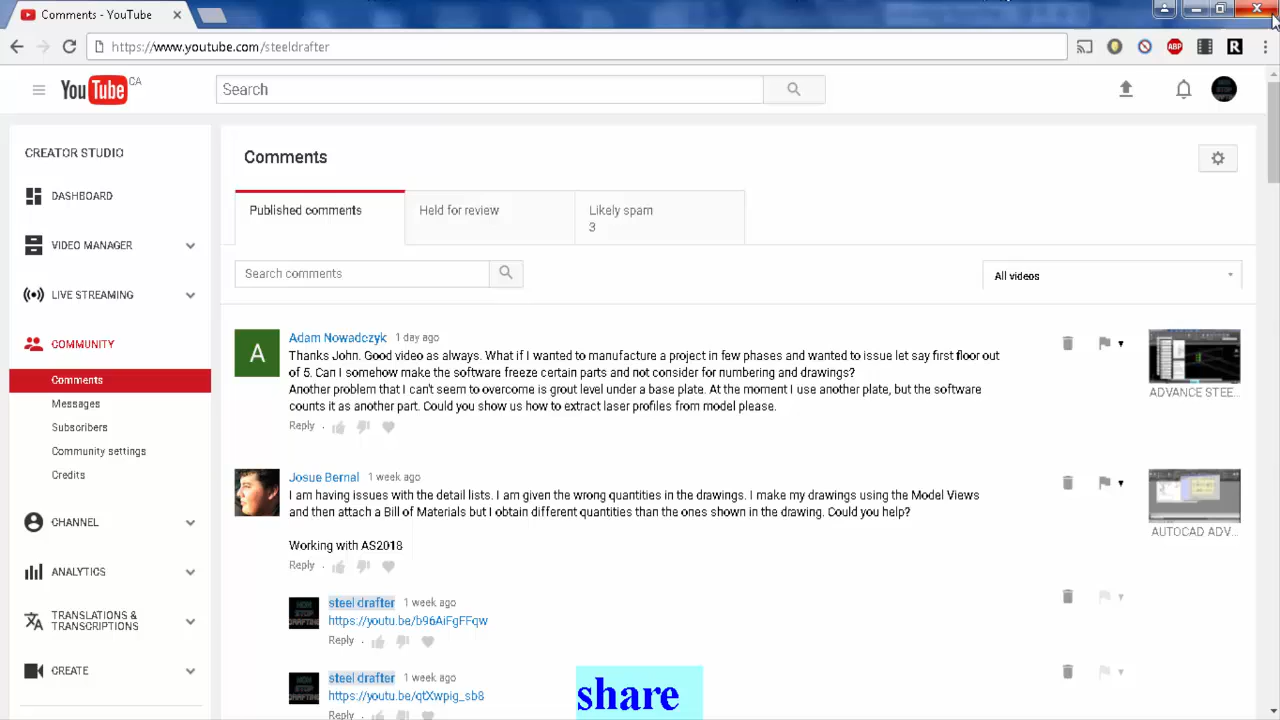 Comments - YouTube
https://www.youtube.com/steeldrafter
ABP
R
YouTube CA
Search
CREATOR STUDIO
DASHBOARD
VIDEO MANAGER
LIVE STREAMING
COMMUNITY
Comments
Messages
Subscribers
Community settings
Credits
CHANNEL
ANALYTICS
TRANSLATIONS &
TRANSCRIPTIONS
CREATE
Comments
Published comments
Held for review
Likely spam
3
Search comments
All videos
A
Adam Nowadczyk 1 day ago
Thanks John. Good video as always. What if I wanted to manufacture a project in few phases and wanted to issue let say first floor out
of 5. Can I somehow make the software freeze certain parts and not consider for numbering and drawings?
Another problem that I can't seem to overcome is grout level under a base plate. At the moment I use another plate, but the software
counts it as another part. Could you show us how to extract laser profiles from model please.
Reply
ADVANCE STEE...
Josue Bernal 1 week ago
I am having issues with the detail lists. I am given the wrong quantities in the drawings. I make my drawings using the Model Views
and then attach a Bill of Materials but I obtain different quantities than the ones shown in the drawing. Could you help?
Working with AS2018
Reply
AUTOCAD ADV...
steel drafter 1 week ago
https://youtu.be/b96AiFgFFqw
Reply
steel drafter 1 week ago
https://youtu.be/qtXwpig_sb8
Reply
share